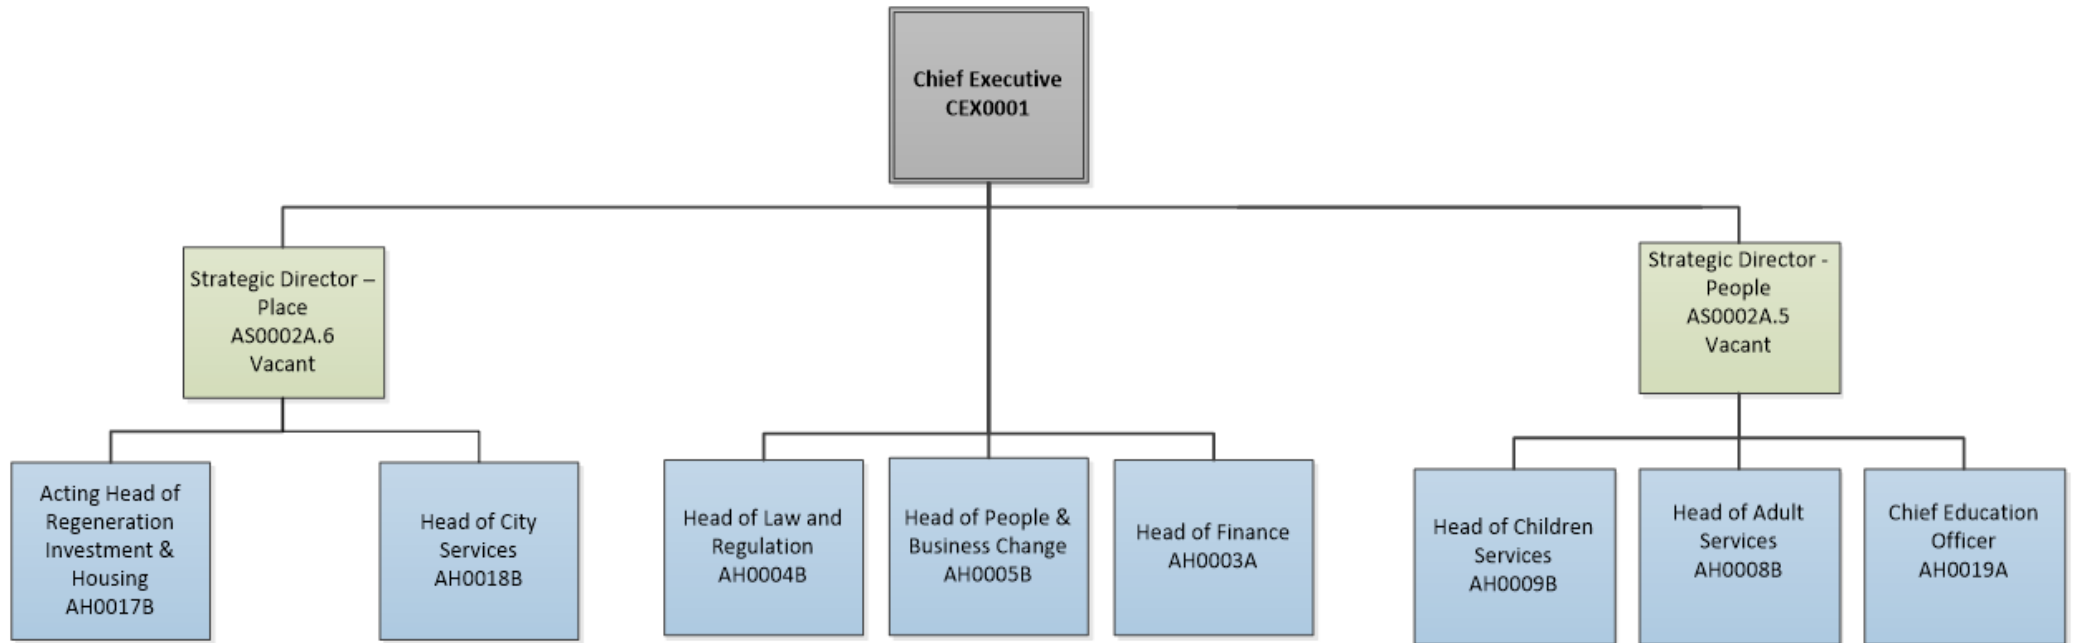 Chief Executive
CEX0001
Strategic Director –
Place
AS0002A.6
Vacant
Strategic Director -
People
AS0002A.5
Vacant
Acting Head of
Regeneration
Investment &
Housing
AH0017B
Head of City
Services
AH0018B
Head of Law and
Regulation
AH0004B
Head of People &
Business Change
AH0005B
Head of Finance
AH0003A
Head of Children
Services
AH0009B
Head of Adult
Services
AH0008B
Chief Education
Officer
AH0019A